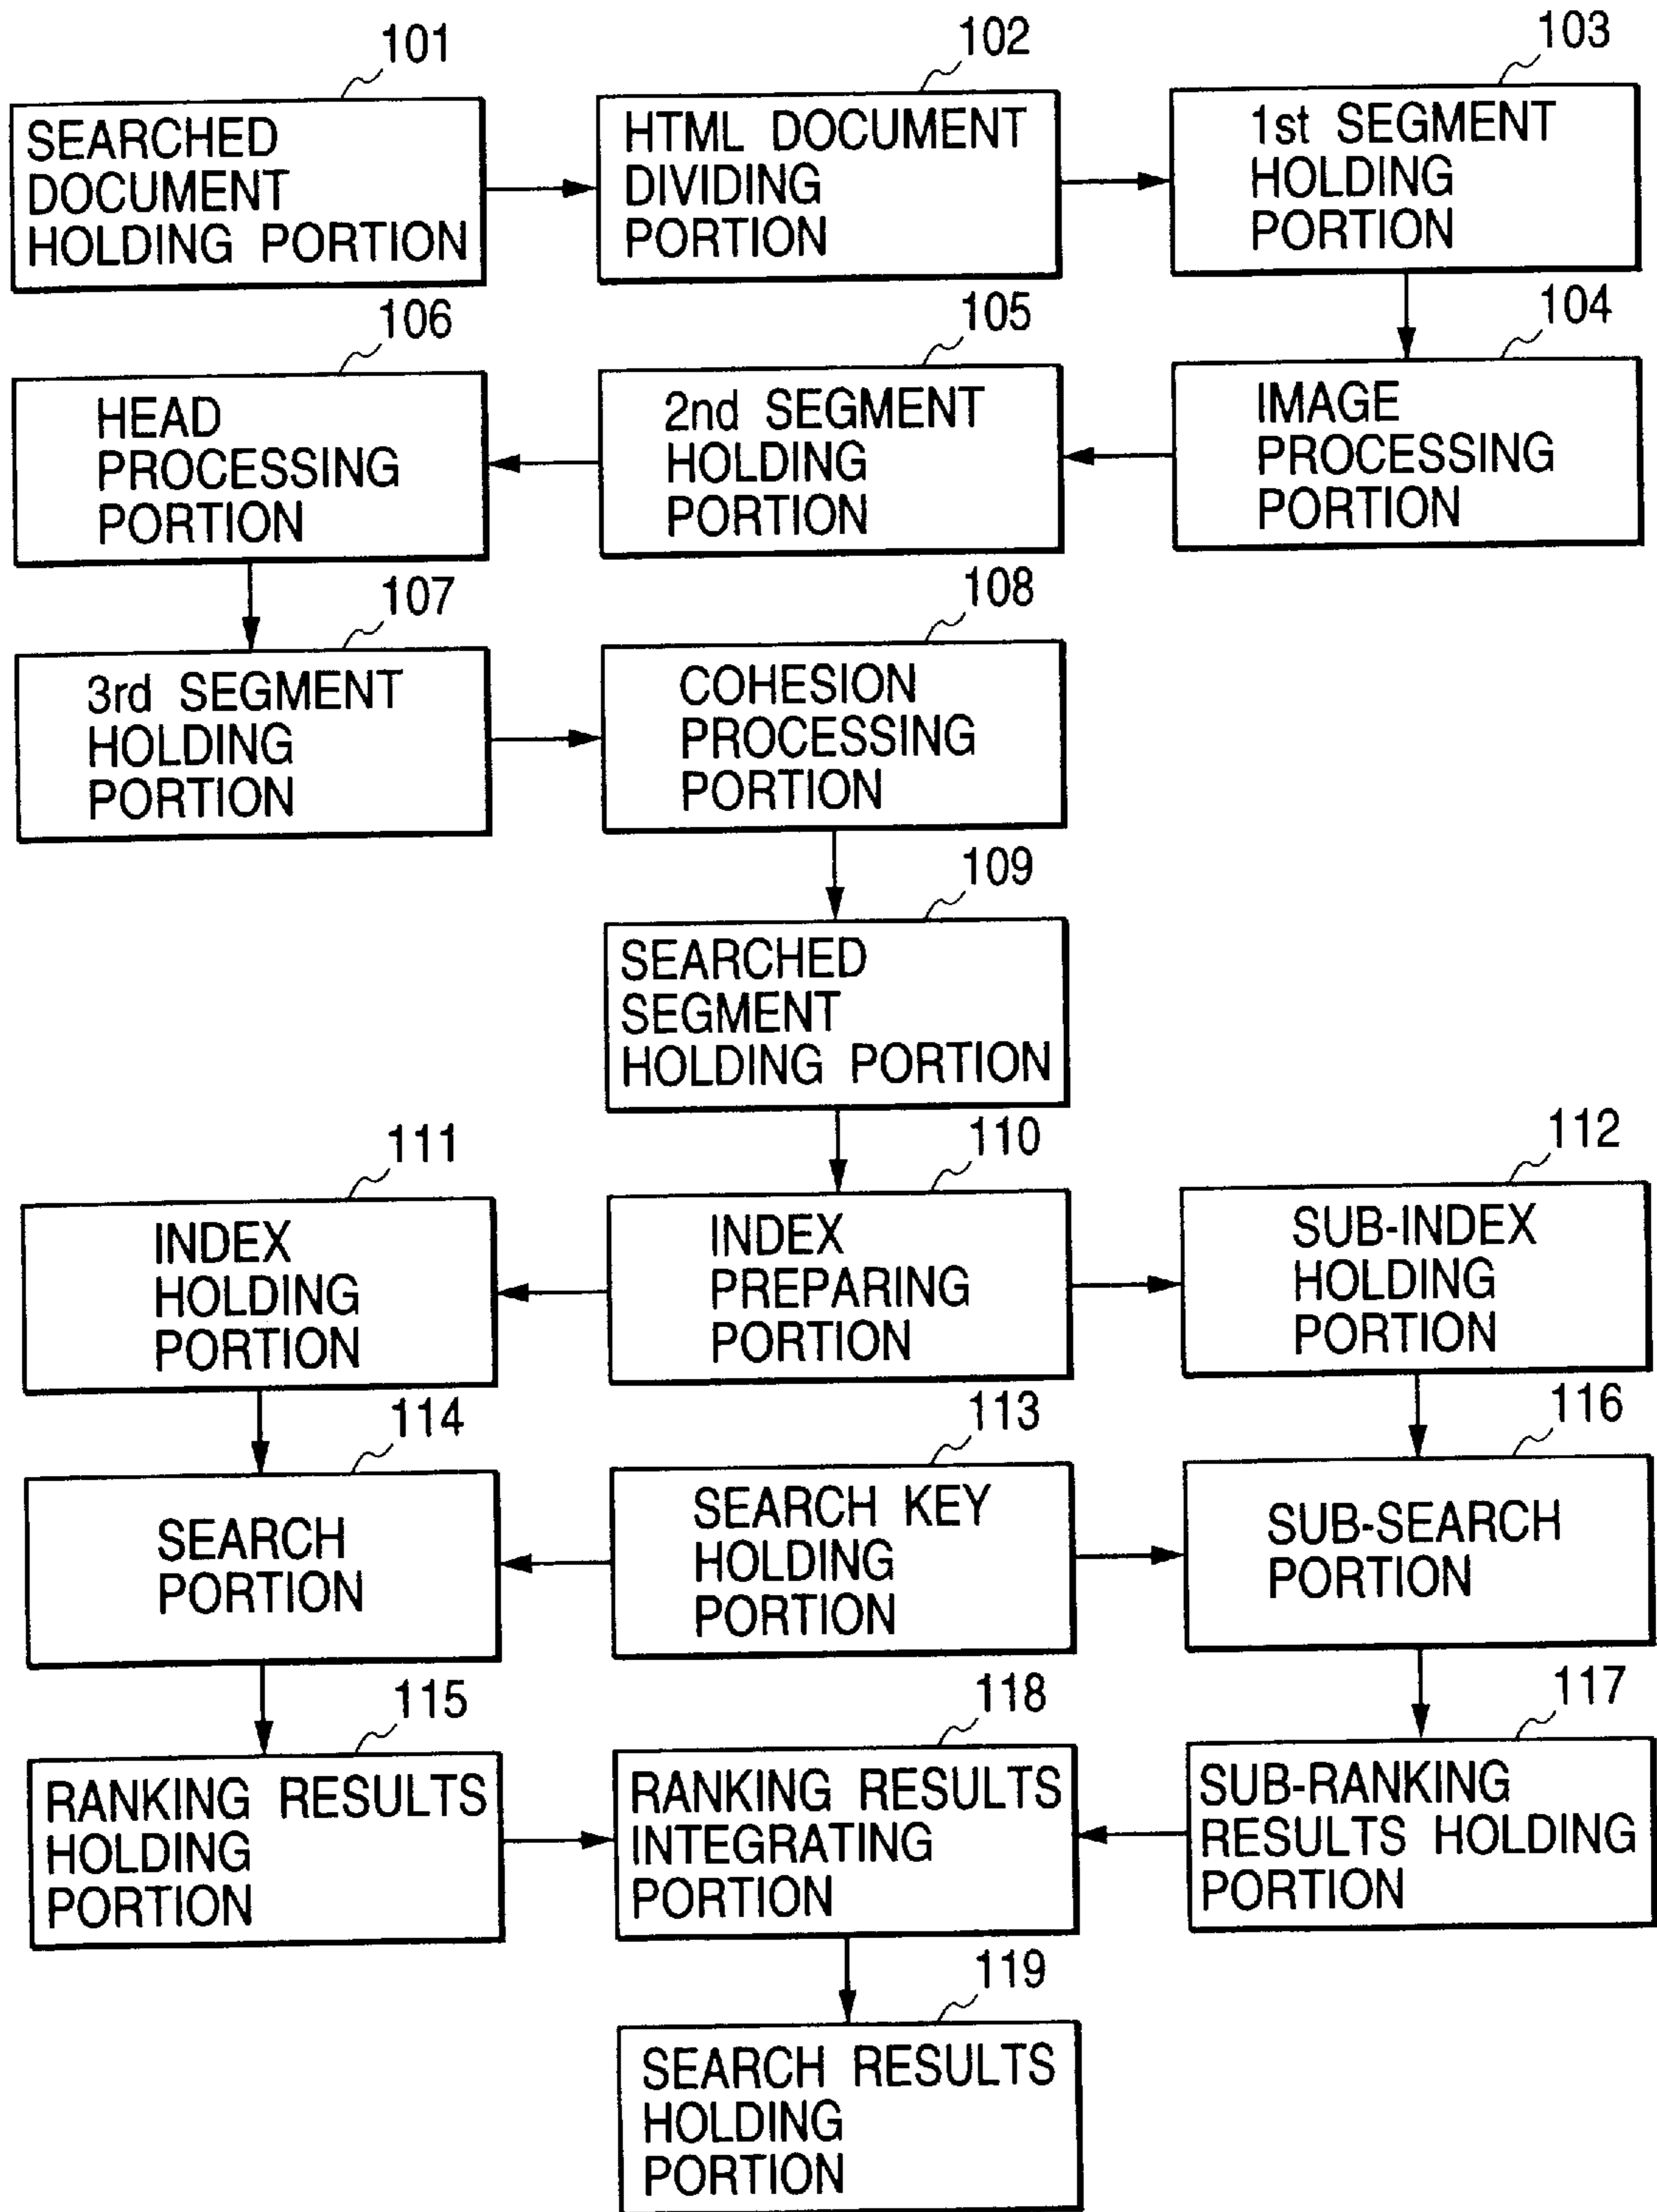 101
SEARCHED
DOCUMENT
HOLDING PORTION
102
HTML DOCUMENT
DIVIDING
PORTION
103
1st SEGMENT
HOLDING
PORTION
106
HEAD
PROCESSING
PORTION
105
2nd SEGMENT
HOLDING
PORTION
104
IMAGE
PROCESSING
PORTION
107
3rd SEGMENT
HOLDING
PORTION
108
COHESION
PROCESSING
PORTION
109
SEARCHED
SEGMENT
HOLDING PORTION
111
INDEX
HOLDING
PORTION
110
INDEX
PREPARING
PORTION
112
SUB-INDEX
HOLDING
PORTION
114
SEARCH
PORTION
113
SEARCH KEY
HOLDING
PORTION
116
SUB-SEARCH
PORTION
115
RANKING RESULTS
HOLDING
PORTION
118
RANKING RESULTS
INTEGRATING
PORTION
117
SUB-RANKING
RESULTS HOLDING
PORTION
119
SEARCH RESULTS
HOLDING
PORTION